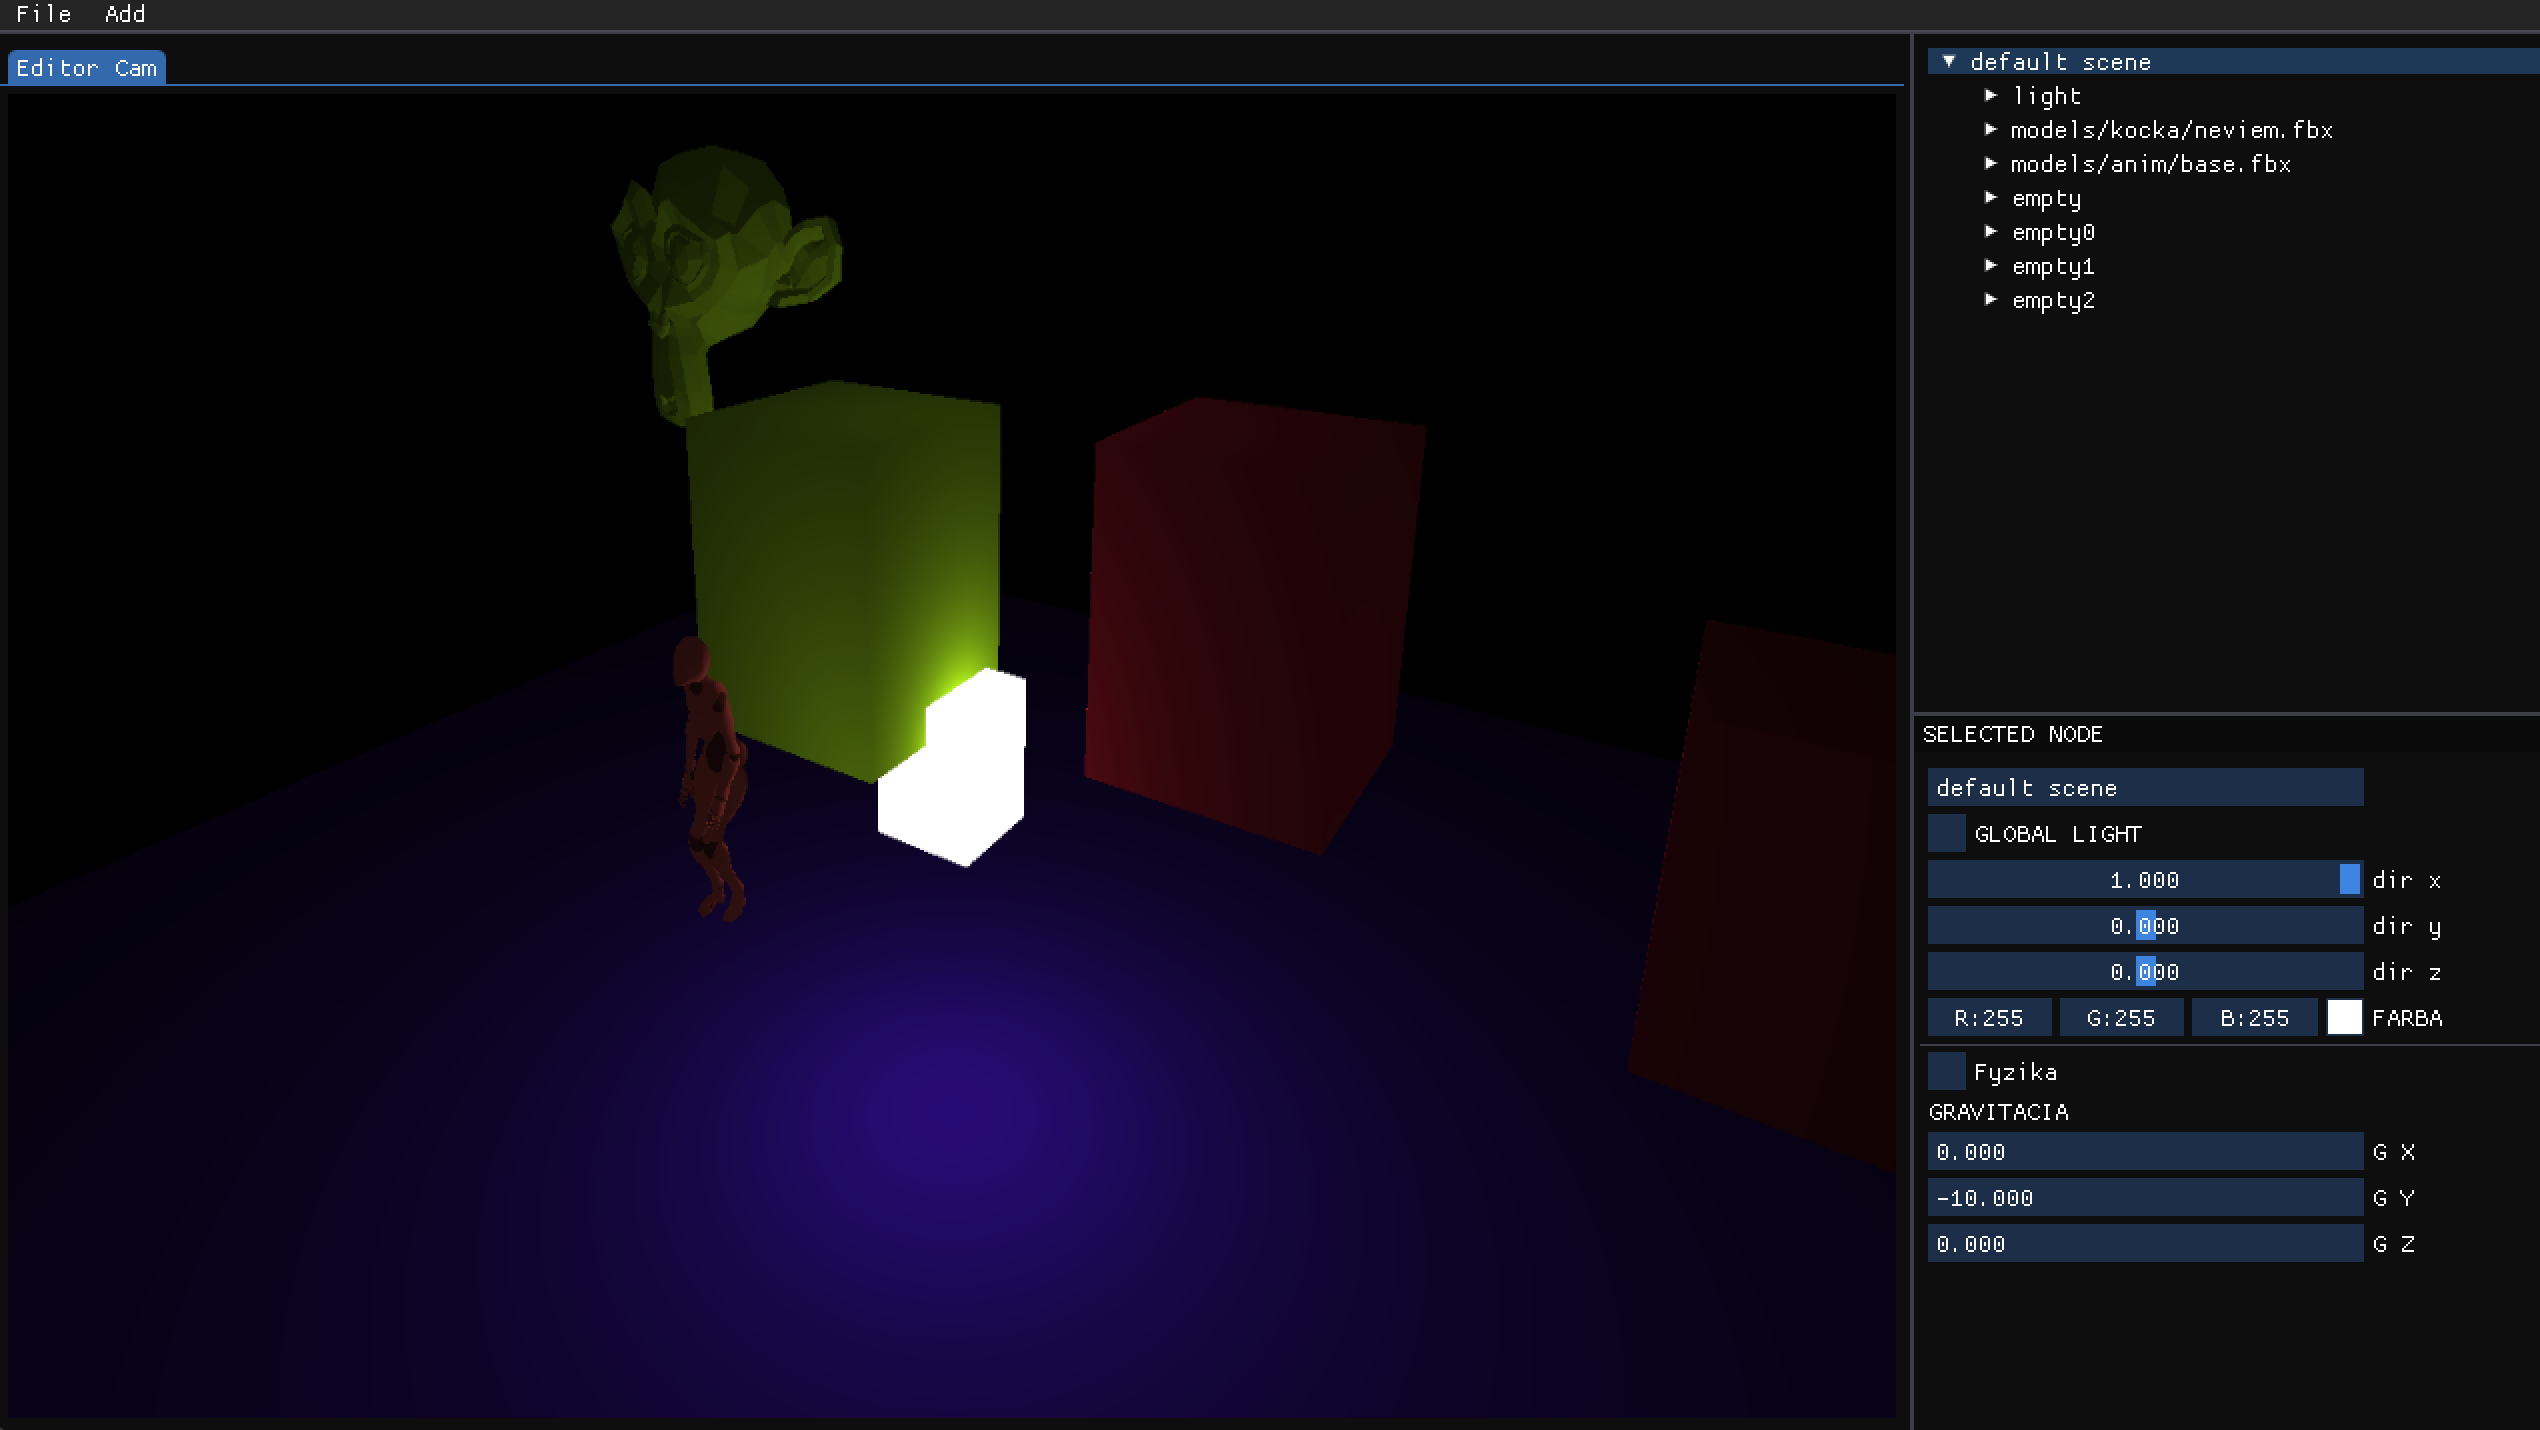 File Add
Editor Cam
default scene
light
models/kocka/neviem.fbx
models/anim/base.fbx
empty
empty0
empty1
empty2
SELECTED NODE
default scene
GLOBAL LIGHT
1.000 dir x
0.000 dir y
0.000 dir z
R:255 G:255 B:255 FARBA
Fyzika
GRAVITACIA
0.000 G X
-10.000 G Y
0.000 G Z